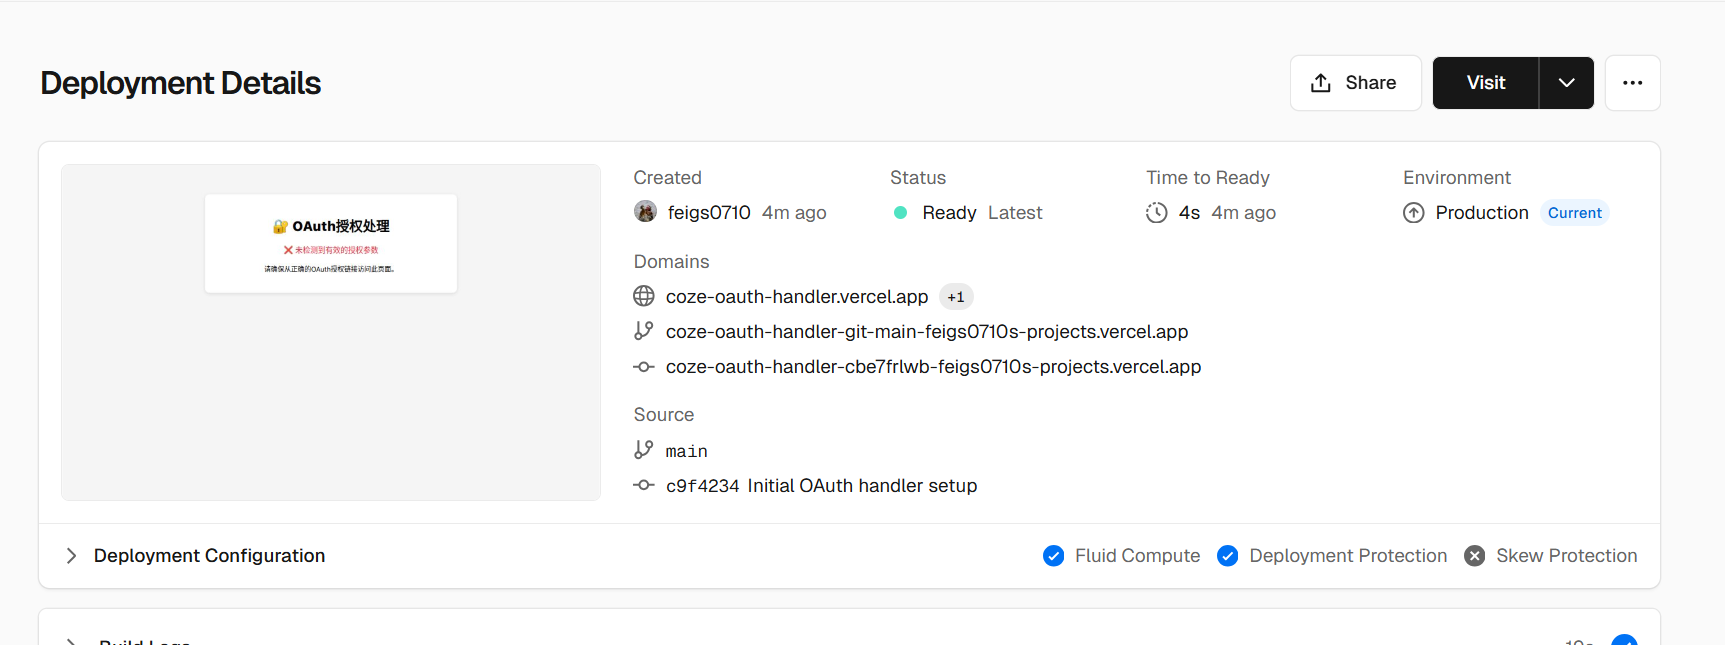 Deployment Details
Share
Visit
🔐 OAuth授权处理
❌ 未检测到有效的授权参数
请确保从正确的OAuth授权链接访问此页面。
Created
feigs0710 4m ago
Status
Ready Latest
Time to Ready
4s 4m ago
Environment
Production Current
Domains
coze-oauth-handler.vercel.app +1
coze-oauth-handler-git-main-feigs0710s-projects.vercel.app
coze-oauth-handler-cbe7frlwb-feigs0710s-projects.vercel.app
Source
main
c9f4234 Initial OAuth handler setup
Deployment Configuration
Fluid Compute
Deployment Protection
Skew Protection
Build Logs